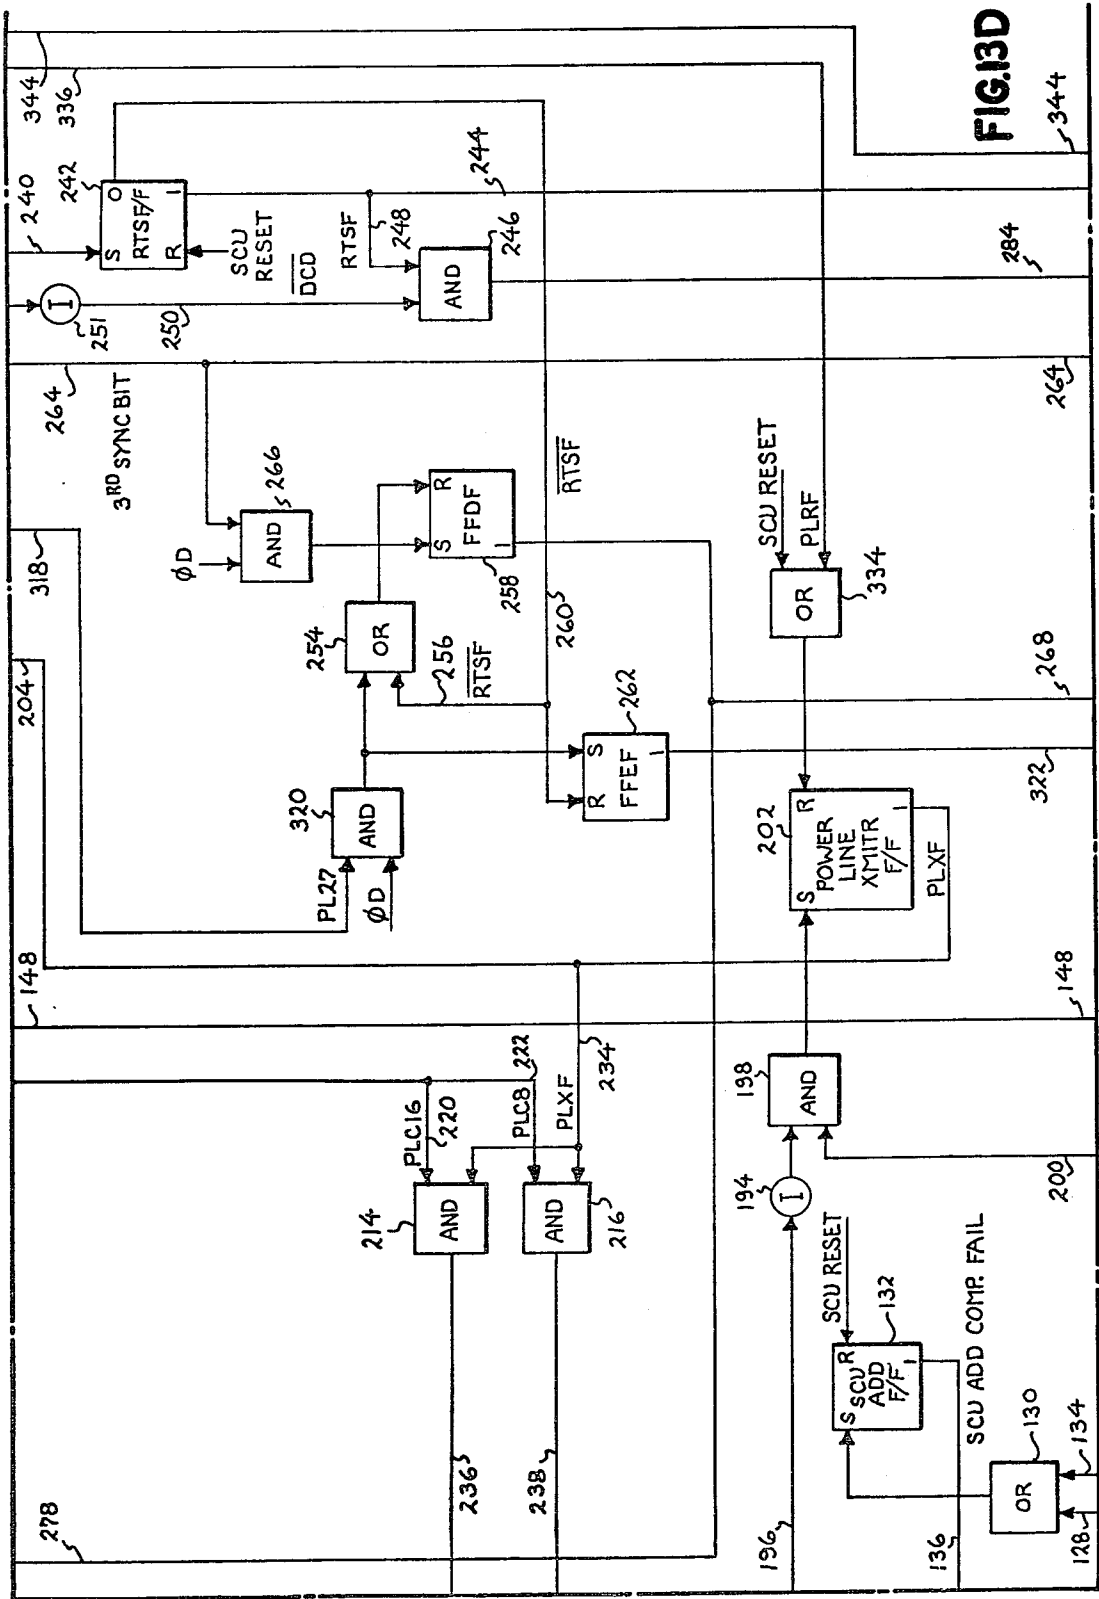 344
336
240
242
S
O
RTSF/F
R
1
SCU
RESET
I
251
250
DCD
RTSF
248
244
AND
246
284
344
FIG.13D
264
3RD SYNC BIT
264
318
ØD
AND
266
S
R
FFDF
1
258
254
OR
256
RTSF
260
RTSF
204
320
AND
PL27
ØD
262
S
R
FFEF
1
SCU RESET
PLRF
OR
334
268
322
202
R
S
POWER
LINE
XMITR
F/F
1
PLXF
148
148
222
234
PLC16
220
PLC8
PLXF
214
AND
AND
216
198
AND
200
194
I
196
236
238
278
SCU RESET
S
R
SCU
ADD
F/F
1
132
SCU ADD COMP. FAIL
136
OR
130
134
128